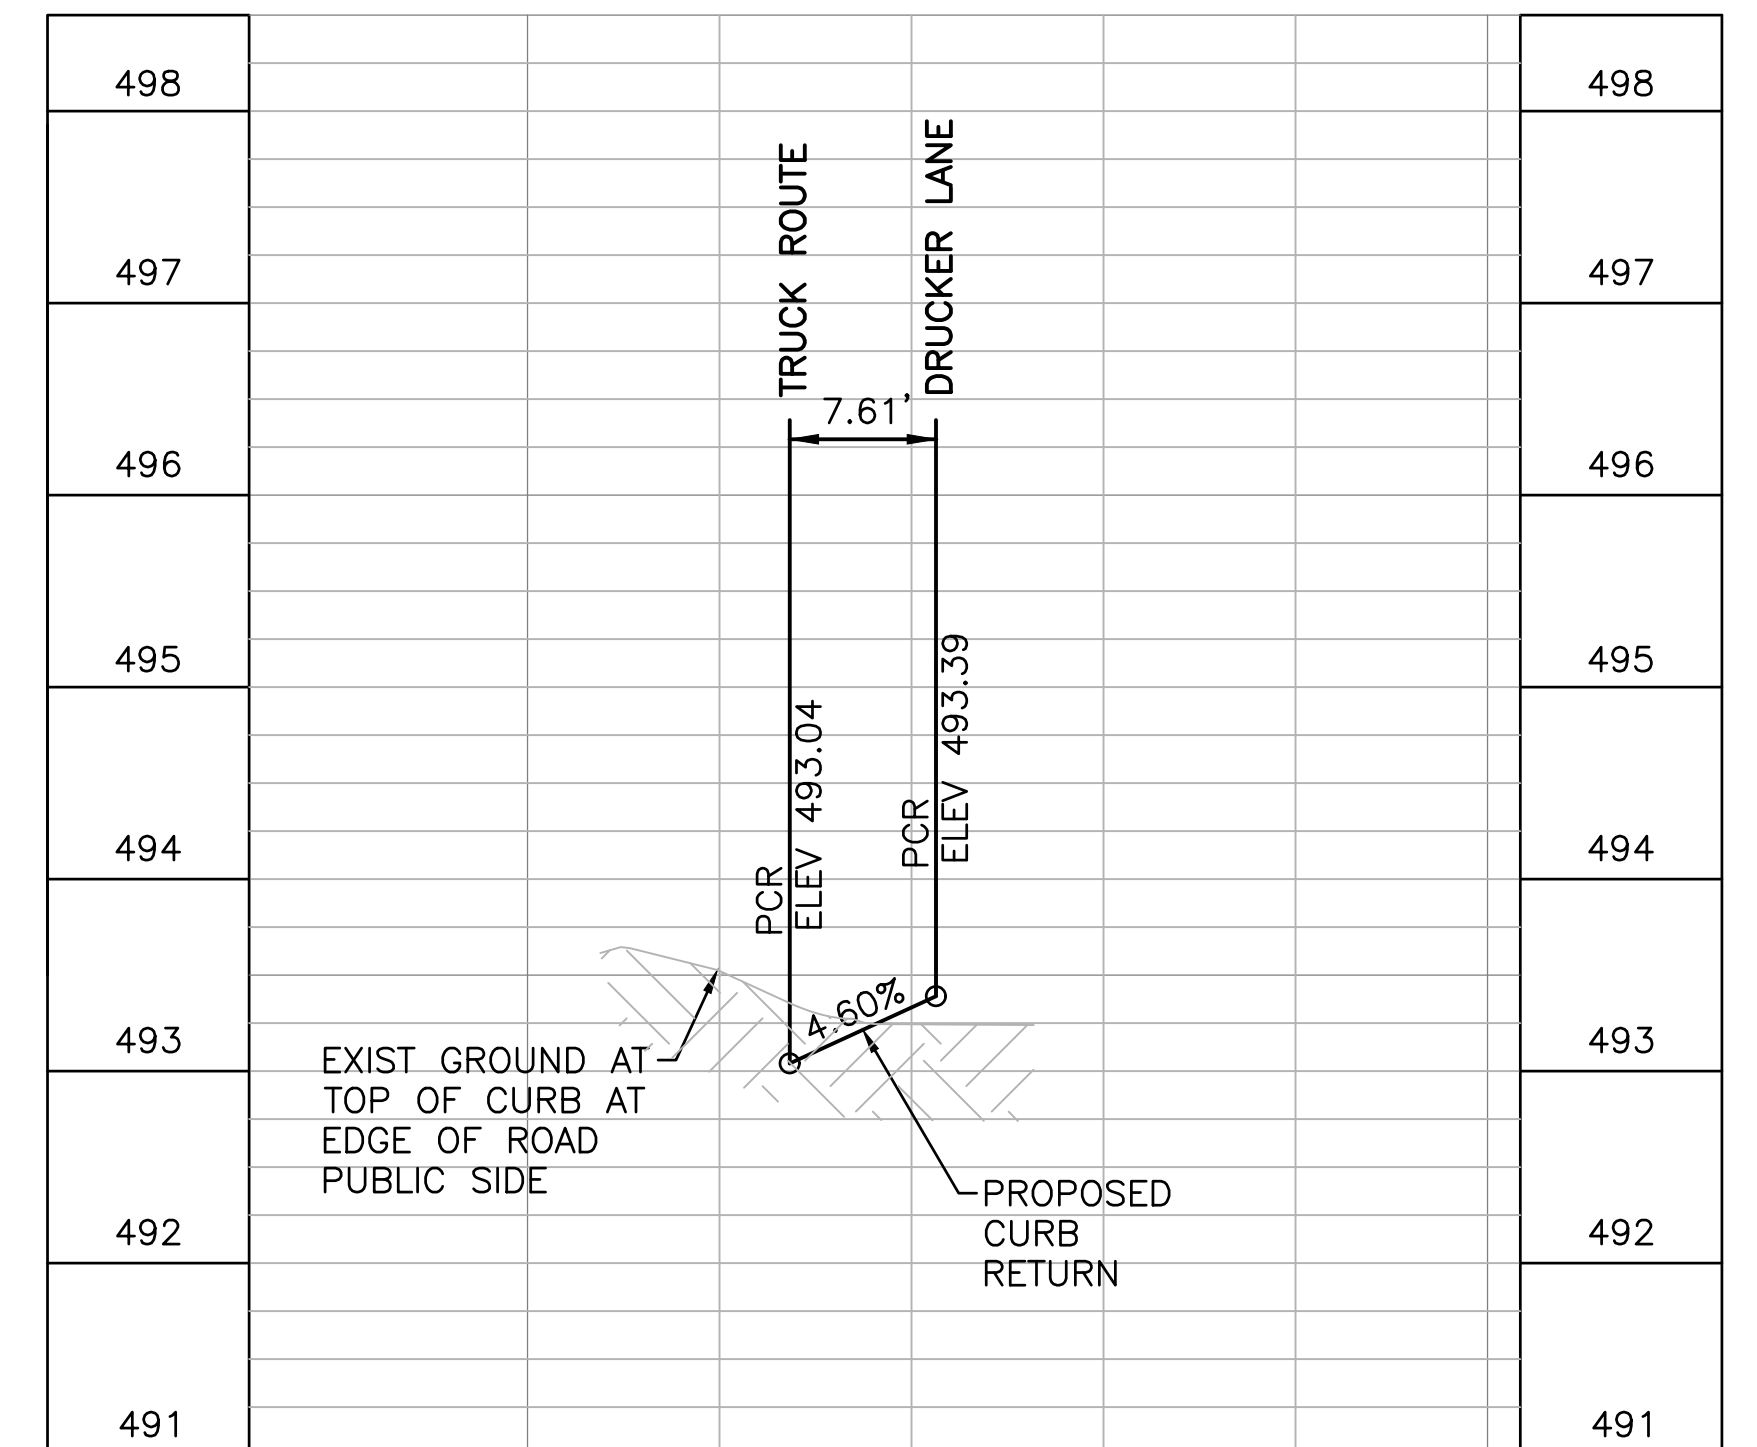 498
497
496
495
494
493
492
491
TRUCK ROUTE
DRUCKER LANE
7.61'
PCR
ELEV 493.04
PCR
ELEV 493.39
4.60%
EXIST GROUND AT
TOP OF CURB AT
EDGE OF ROAD
PUBLIC SIDE
PROPOSED
CURB
RETURN
498
497
496
495
494
493
492
491